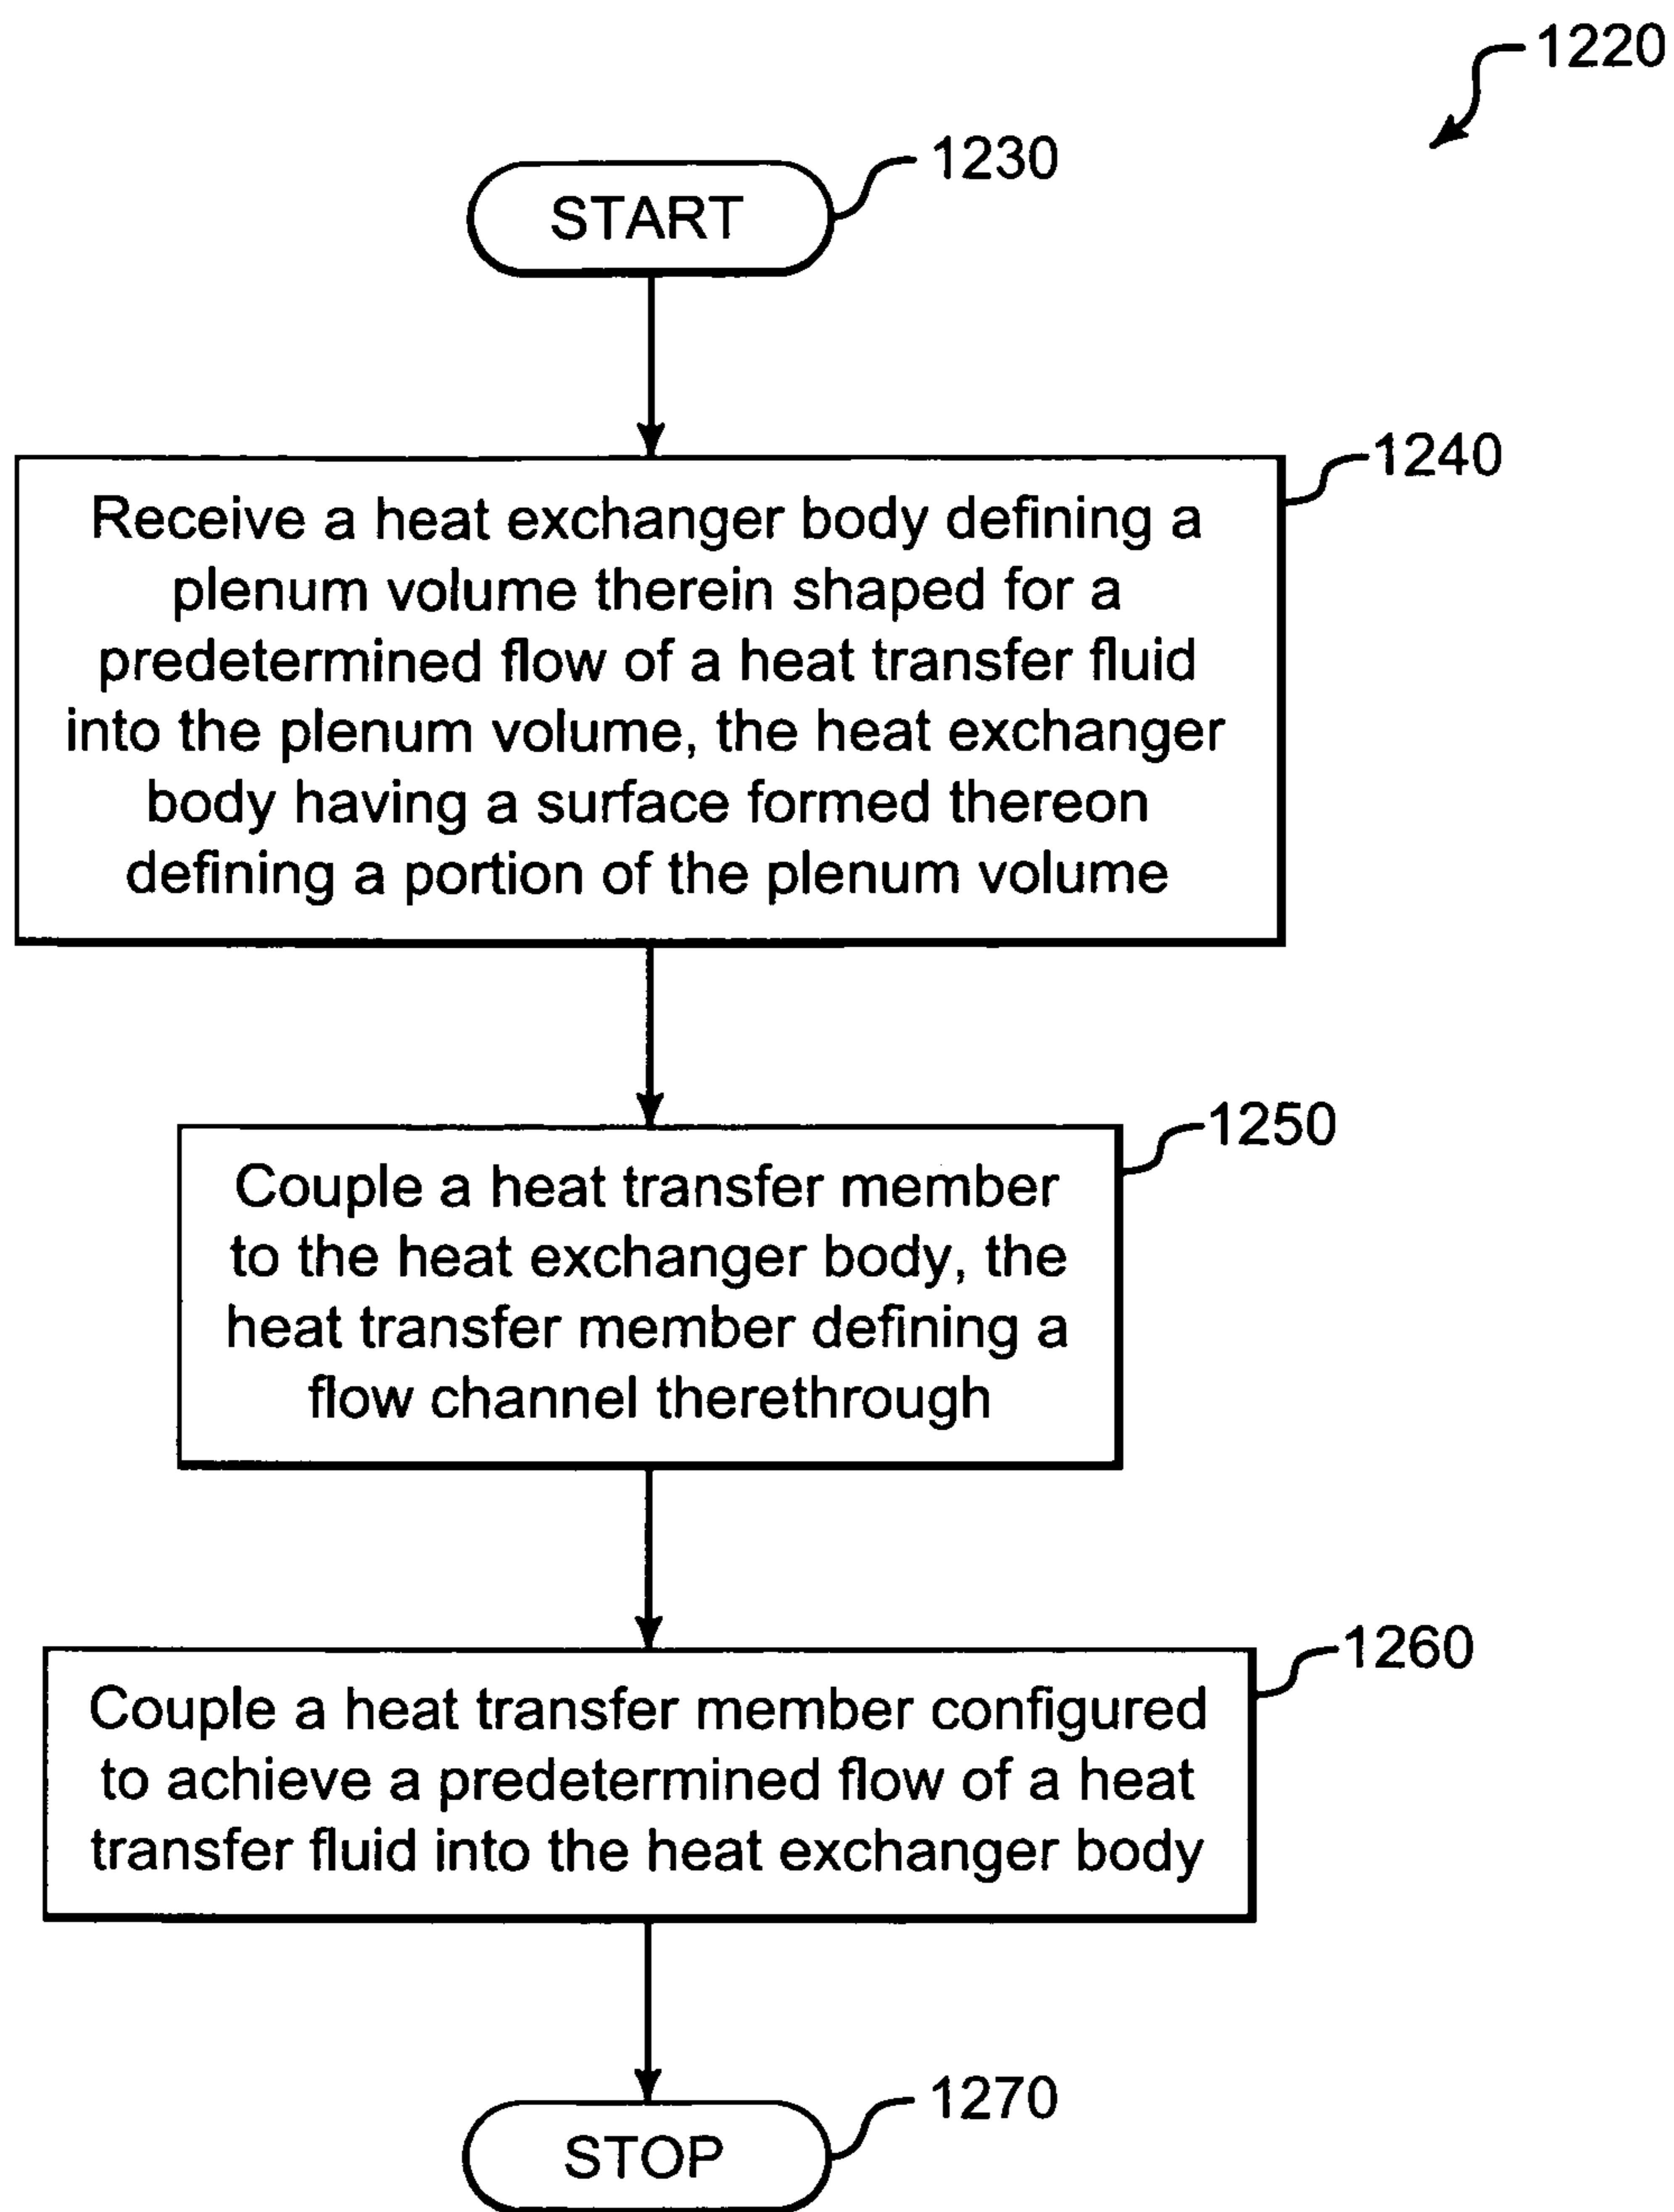 1220
1230
START
1240
Receive a heat exchanger body defining a
plenum volume therein shaped for a
predetermined flow of a heat transfer fluid
into the plenum volume, the heat exchanger
body having a surface formed thereon
defining a portion of the plenum volume
1250
Couple a heat transfer member
to the heat exchanger body, the
heat transfer member defining a
flow channel therethrough
1260
Couple a heat transfer member configured
to achieve a predetermined flow of a heat
transfer fluid into the heat exchanger body
1270
STOP